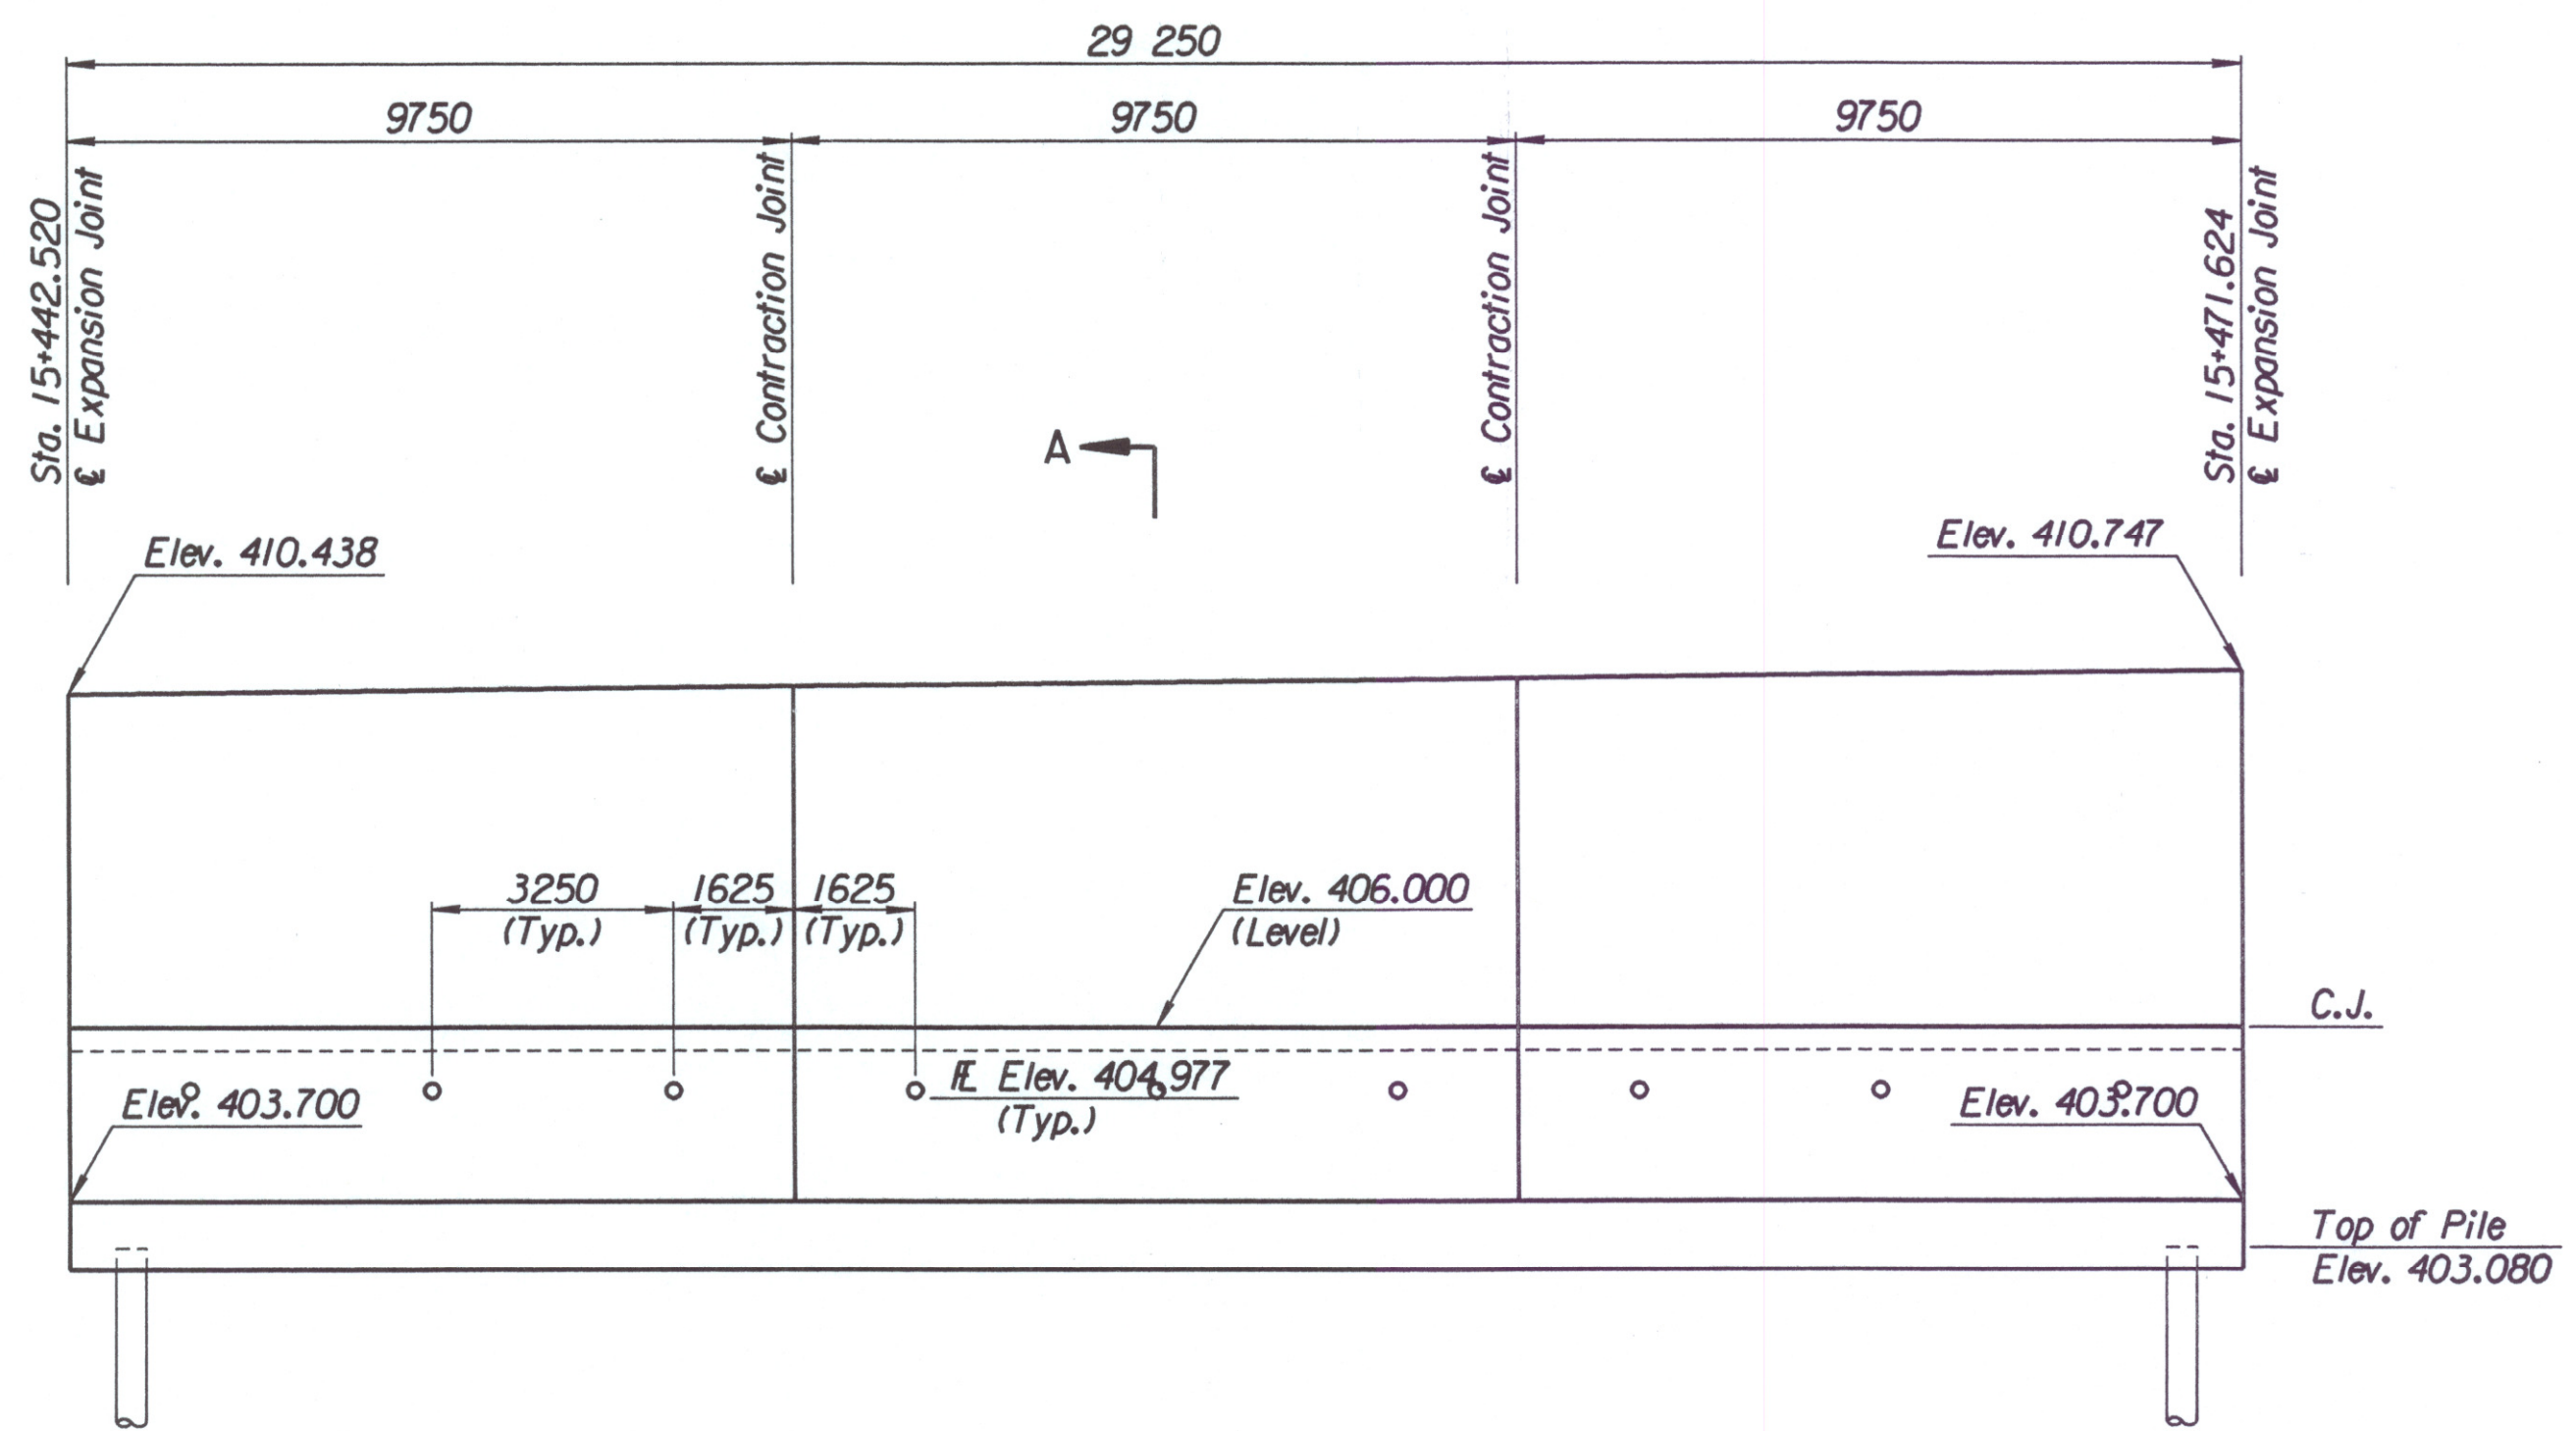 29 250
9750
9750
9750
Sta. 15+442.520
℄ Expansion Joint
℄ Contraction Joint
℄ Contraction Joint
Sta. 15+471.624
℄ Expansion Joint
A
Elev. 410.438
Elev. 410.747
3250
(Typ.)
1625
(Typ.)
1625
(Typ.)
Elev. 406.000
(Level)
C.J.
Elev. 403.700
Elev. 404.977
(Typ.)
Elev. 403.700
Top of Pile
Elev. 403.080